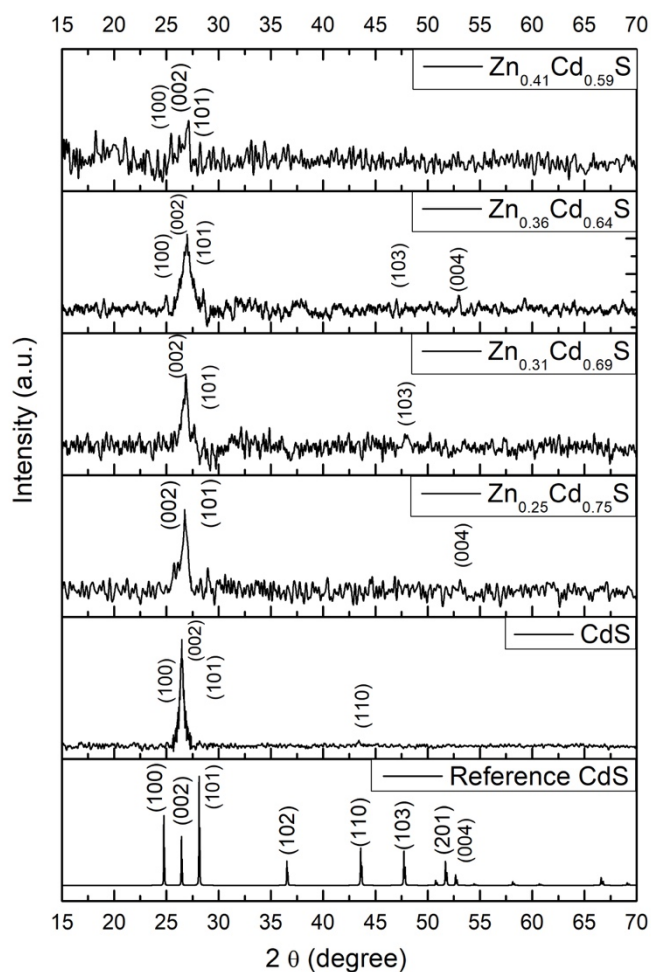 15 20 25 30 35 40 45 50 55 60 65 70
Zn0.41Cd0.59S
(100) (002) (101)
Zn0.36Cd0.64S
(100) (002) (101) (103) (004)
Zn0.31Cd0.69S
(002) (101) (103)
Zn0.25Cd0.75S
(002) (101) (004)
CdS
(100) (002) (101) (110)
Reference CdS
(100) (002) (101) (102) (110) (103) (201) (004)
15 20 25 30 35 40 45 50 55 60 65 70
2 θ (degree)
Intensity (a.u.)